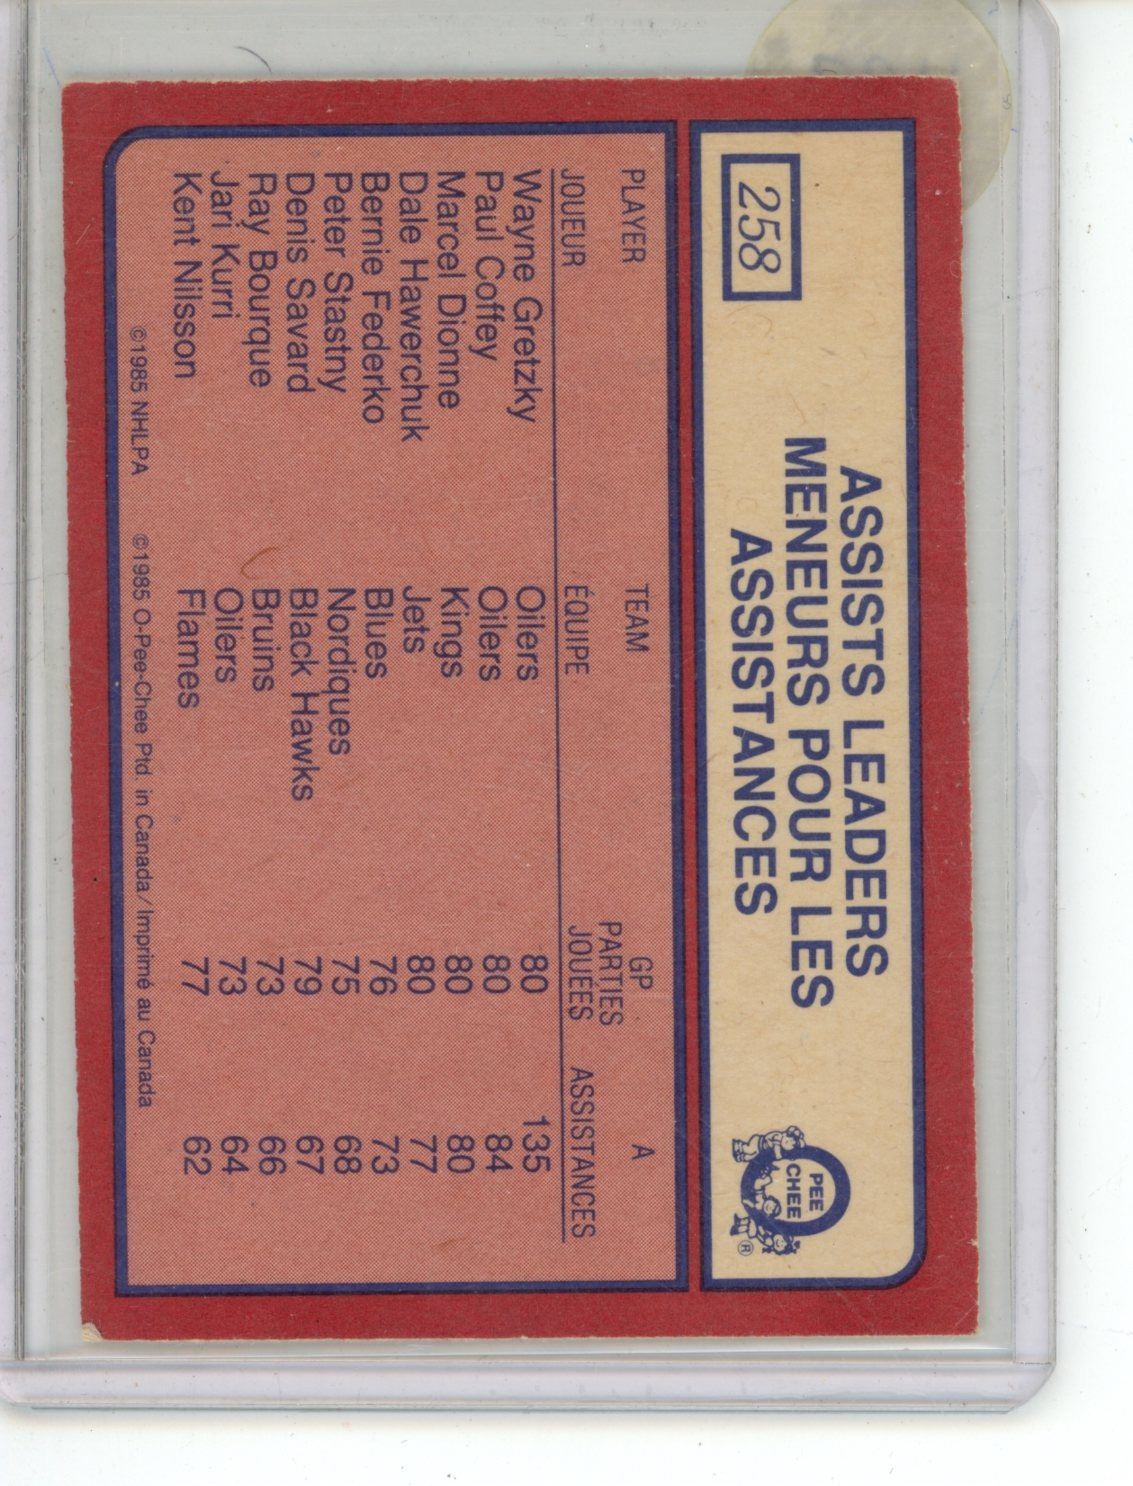 258
ASSISTS LEADERS
MENEURS POUR LES
ASSISTANCES
O
PEE
CHEE
®
PLAYER TEAM GP A
JOUEUR ÉQUIPE PARTIES JOUÉES ASSISTANCES
Wayne Gretzky Oilers 80 135
Paul Coffey Oilers 80 84
Marcel Dionne Kings 80 80
Dale Hawerchuk Jets 80 77
Bernie Federko Blues 76 73
Peter Stastny Nordiques 75 68
Denis Savard Black Hawks 79 67
Ray Bourque Bruins 73 66
Jari Kurri Oilers 73 64
Kent Nilsson Flames 77 62
©1985 NHLPA ©1985 O-Pee-Chee Ptd. in Canada/Imprimé au Canada